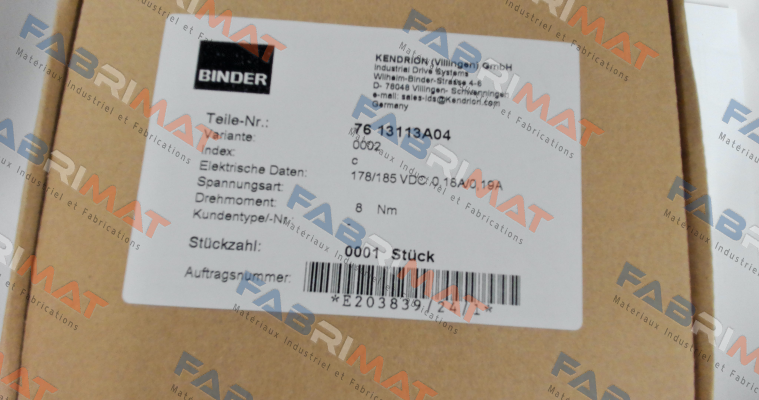 BINDER
KENDRION (Villingen) GmbH
Industrial Drive Systems
Wilhelm-Binder-Strasse 4-6
D- 78048 Villingen- Schwenningen
e-mail: sales-ids@Kendrion.com
Germany
Teile-Nr.: 76 13113A04
Variante: 0002
Index: c
Elektrische Daten: 178/185 VDC 0,16A/0,19A
Spannungsart:
Drehmoment: 8 Nm
Kundentype/-Nr.
Stückzahl: 0001 Stück
Auftragsnummer:
*E203839/24/1*
FABRIMAT
Materiaux Industriel et Fabrications